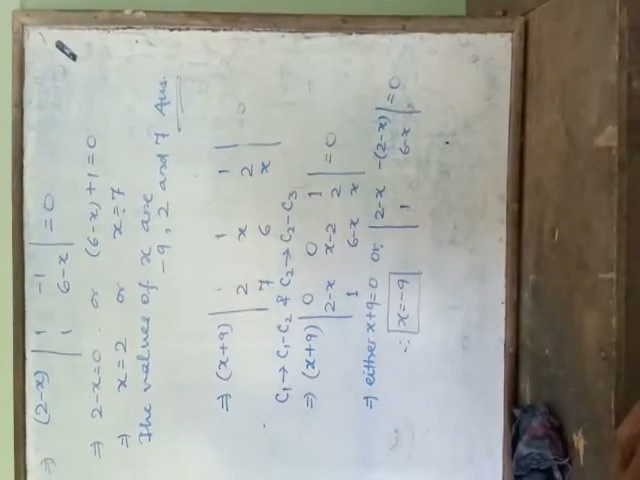 ⇒ (2-x) | 1 -1 |
| 1 6-x | = 0
⇒ 2-x=0 or (6-x)+1=0
⇒ x=2 or x=7
The values of x are
-9, 2 and 7 Ans.
⇒ (x+9) | 1 1 |
| 2 x 2 | = 0
| 7 6 x |
C₁→C₁-C₂ & C₂→C₂-C₃
⇒ (x+9) | 0 0 1 |
| 2-x x-2 2 | = 0
| 1 6-x x |
⇒ either x+9=0 or | 2-x -(2-x) | = 0
| 1 6-x |
∴ x=-9